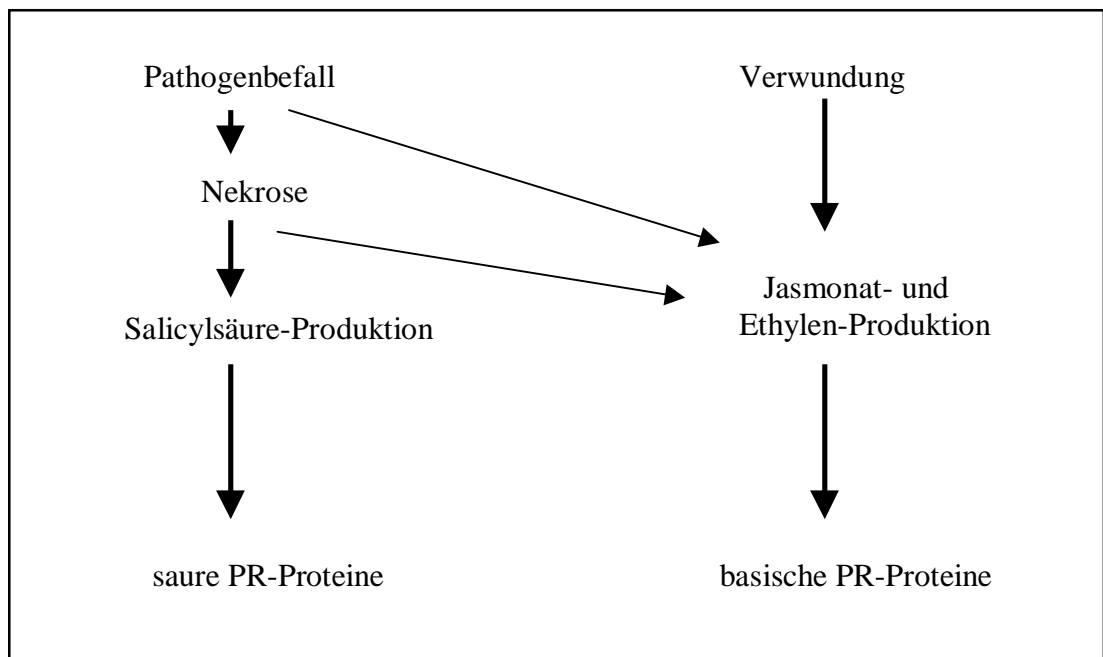 Pathogenbefall
Verwundung
Nekrose
Jasmonat- und
Ethylen-Produktion
Salicylsäure-Produktion
saure PR-Proteine
basische PR-Proteine